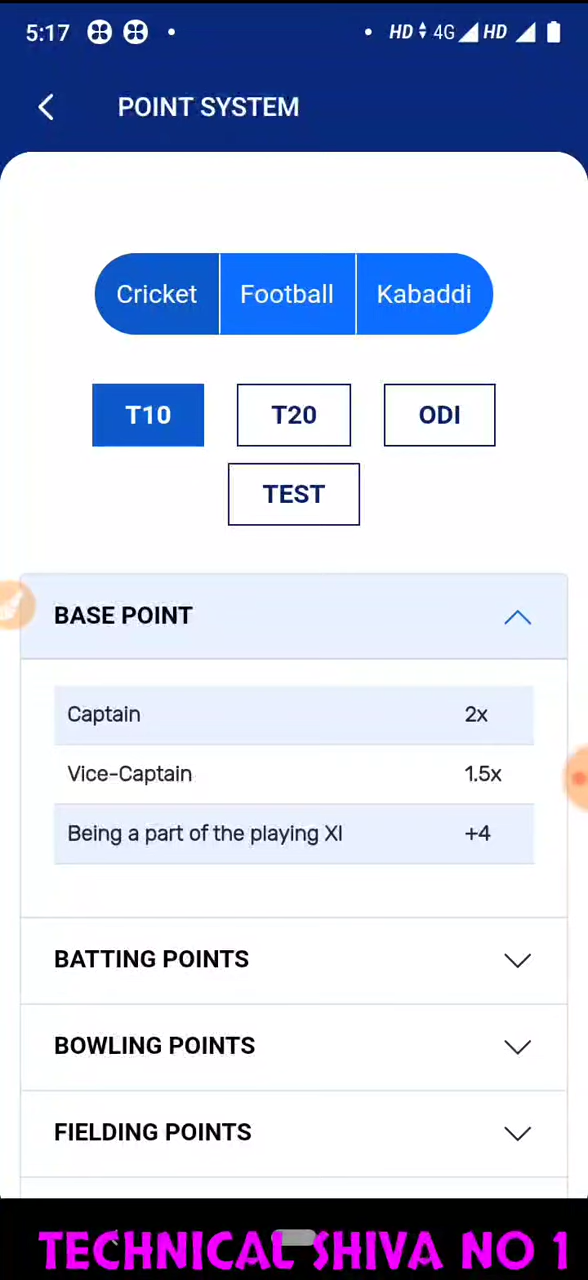 5:17 HD 4G HD
POINT SYSTEM
Cricket Football Kabaddi
T10 T20 ODI
TEST
BASE POINT
Captain 2x
Vice-Captain 1.5x
Being a part of the playing XI +4
BATTING POINTS
BOWLING POINTS
FIELDING POINTS
TECHNICAL SHIVA NO 1